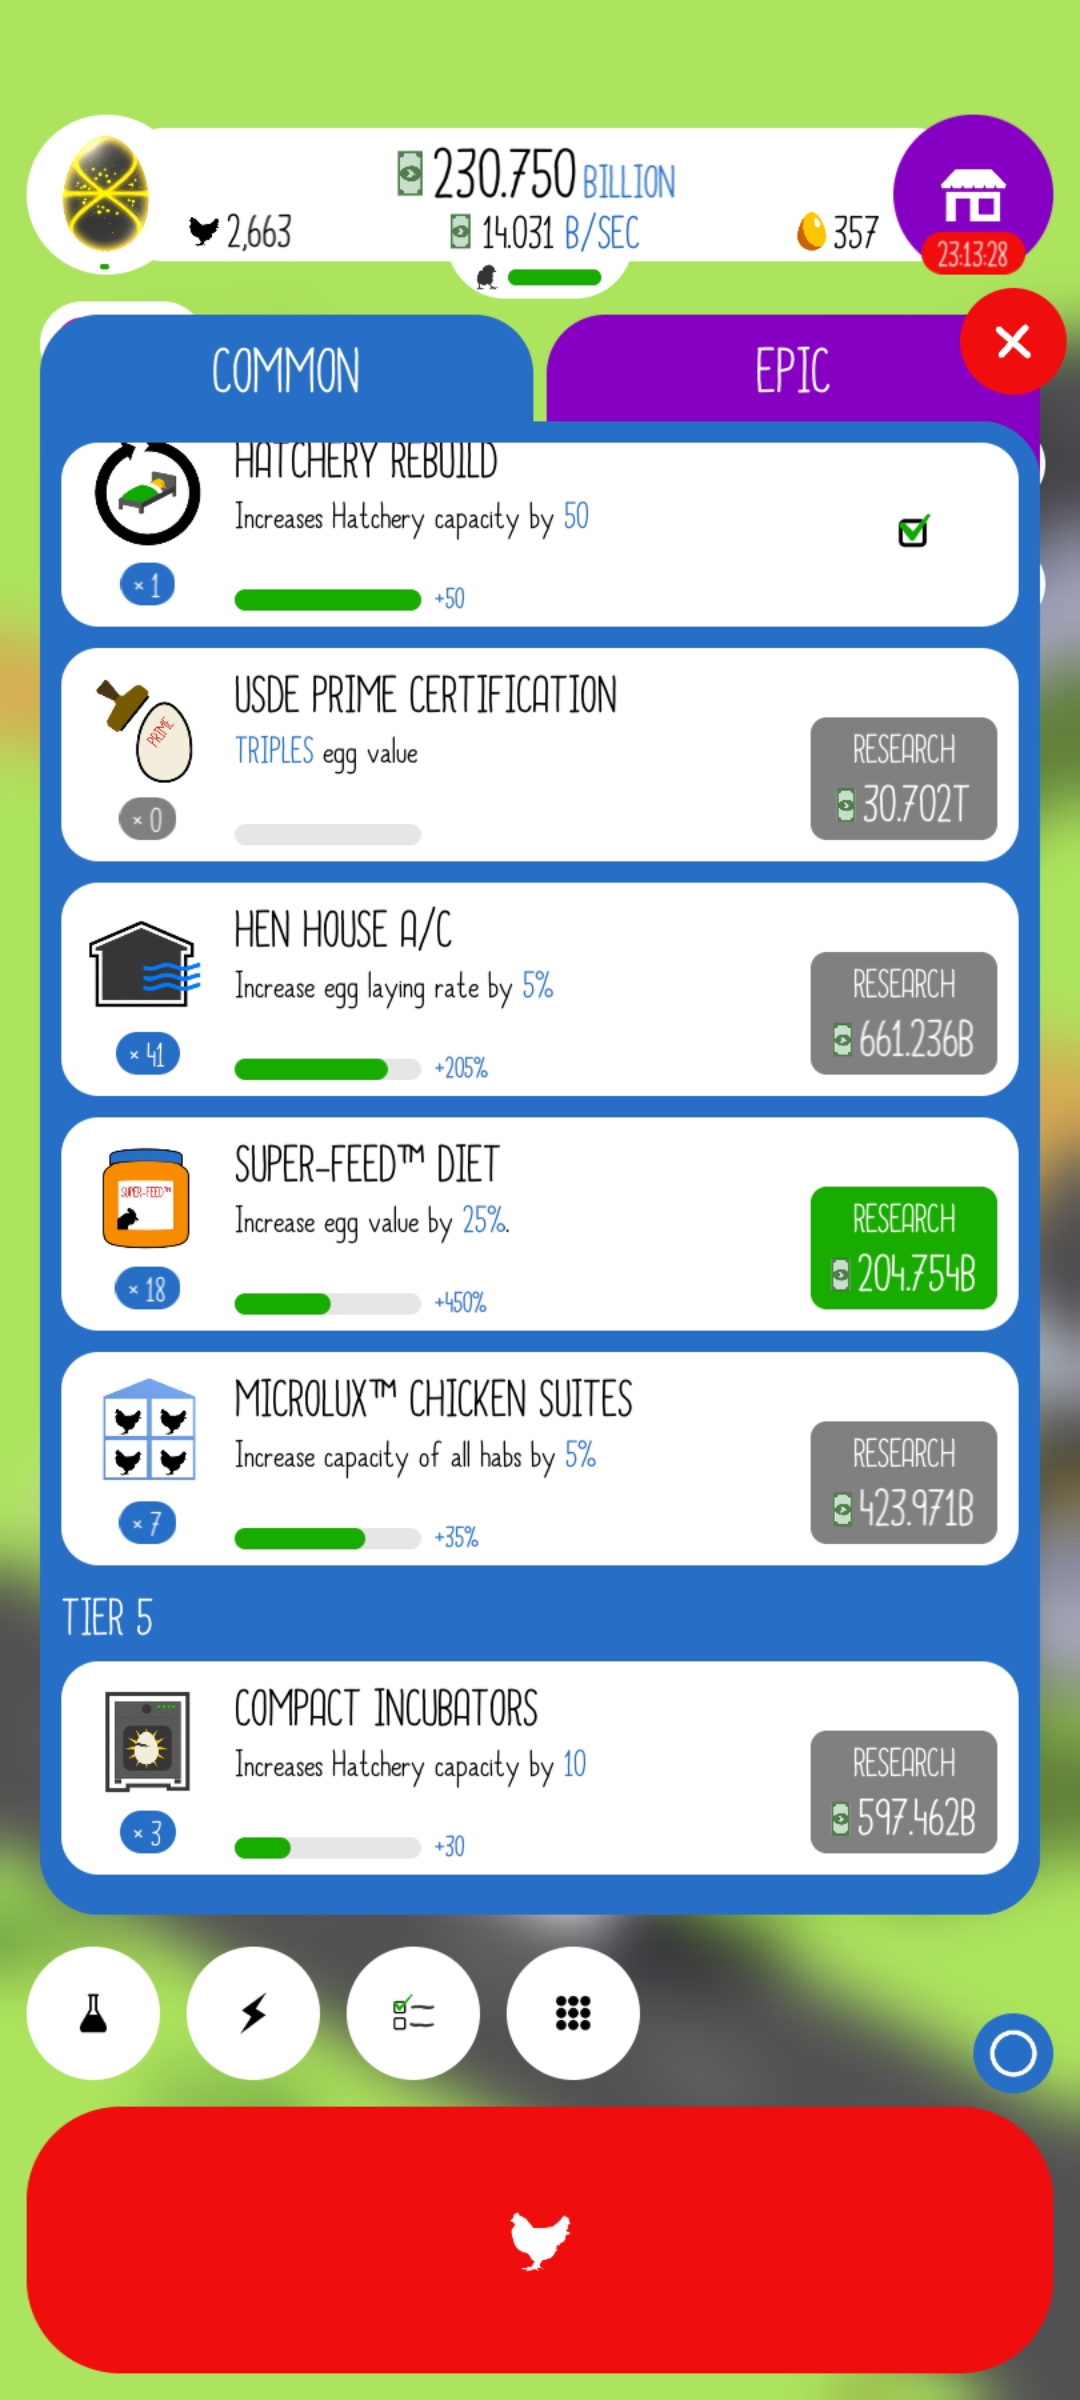 230.750 BILLION
2,663
14.031 B/SEC
357
23:13:28
COMMON
EPIC
HATCHERY REBUILD
Increases Hatchery capacity by 50
× 1
+50
USDE PRIME CERTIFICATION
TRIPLES egg value
PRIME
× 0
RESEARCH
30.702T
HEN HOUSE A/C
Increase egg laying rate by 5%
× 41
+205%
RESEARCH
661.236B
SUPER-FEED™ DIET
Increase egg value by 25%.
SUPER-FEED™
× 18
+450%
RESEARCH
204.754B
MICROLUX™ CHICKEN SUITES
Increase capacity of all habs by 5%
× 7
+35%
RESEARCH
423.971B
TIER 5
COMPACT INCUBATORS
Increases Hatchery capacity by 10
× 3
+30
RESEARCH
597.462B